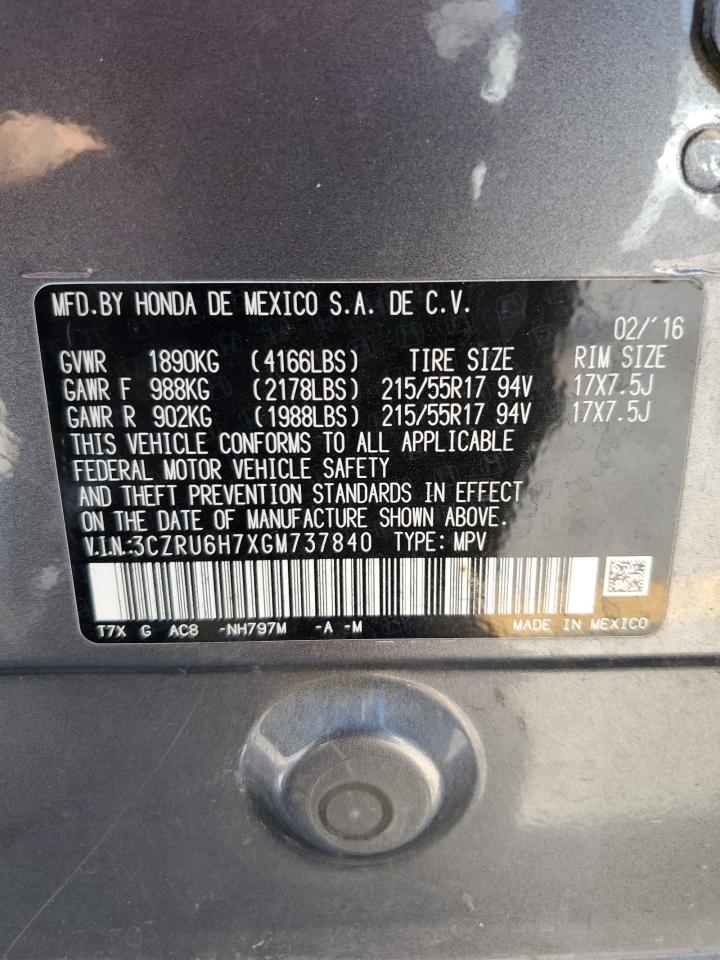 MFD.BY HONDA DE MEXICO S.A. DE C.V.
02/'16
GVWR 1890KG (4166LBS) TIRE SIZE RIM SIZE
GAWR F 988KG (2178LBS) 215/55R17 94V 17X7.5J
GAWR R 902KG (1988LBS) 215/55R17 94V 17X7.5J
THIS VEHICLE CONFORMS TO ALL APPLICABLE
FEDERAL MOTOR VEHICLE SAFETY
AND THEFT PREVENTION STANDARDS IN EFFECT
ON THE DATE OF MANUFACTURE SHOWN ABOVE.
V.I.N.:3CZRU6H7XGM737840 TYPE: MPV
T7X G AC8 -NH797M -A -M MADE IN MEXICO